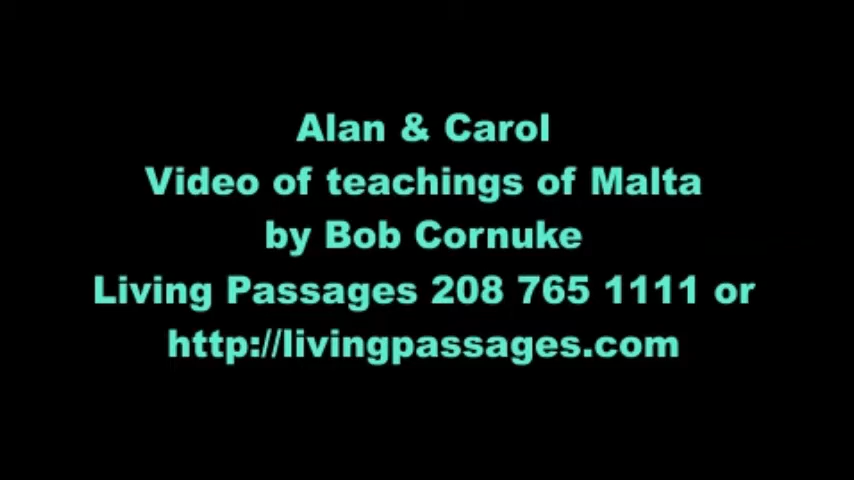 Alan & Carol
Video of teachings of Malta
by Bob Cornuke
Living Passages 208 765 1111 or
http://livingpassages.com